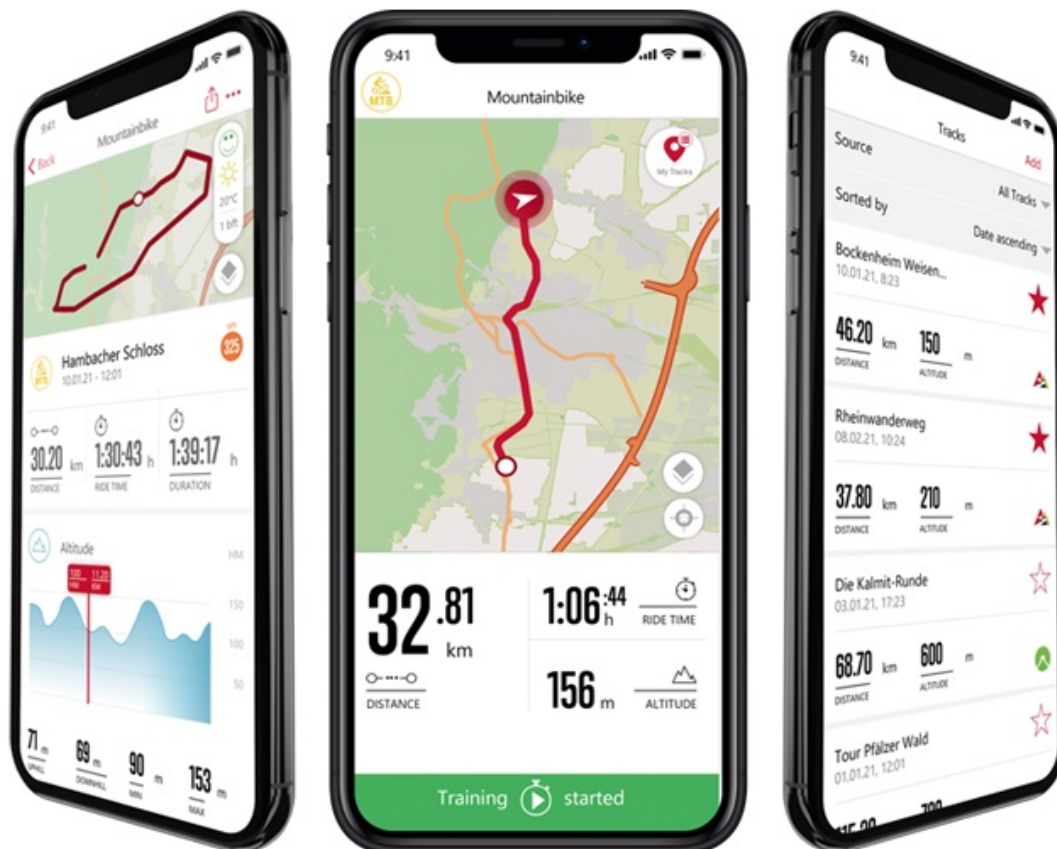 9:41
Back
Mountainbike
20°C
1 bft
MTB
Hambacher Schloss
10.01.21 - 12:01
325
30.20 km
DISTANCE
1:30:43 h
RIDE TIME
1:39:17 h
DURATION
Altitude
HM
100 HM
11.20 KM
150
100
50
71 m
UPHILL
69 m
DOWNHILL
90 m
MIN
153 m
MAX
9:41
MTB
Mountainbike
My Tracks
32.81
km
DISTANCE
1:06:44
h
RIDE TIME
156 m
ALTITUDE
Training started
9:41
Tracks
Add
Source
All Tracks
Sorted by
Date ascending
Bockenheim Weisen...
10.01.21, 8:23
46.20 km
DISTANCE
150 m
ALTITUDE
Rheinwanderweg
08.02.21, 10:24
37.80 km
DISTANCE
210 m
ALTITUDE
Die Kalmit-Runde
03.01.21, 17:23
68.70 km
DISTANCE
600 m
ALTITUDE
Tour Pfälzer Wald
01.01.21, 12:01